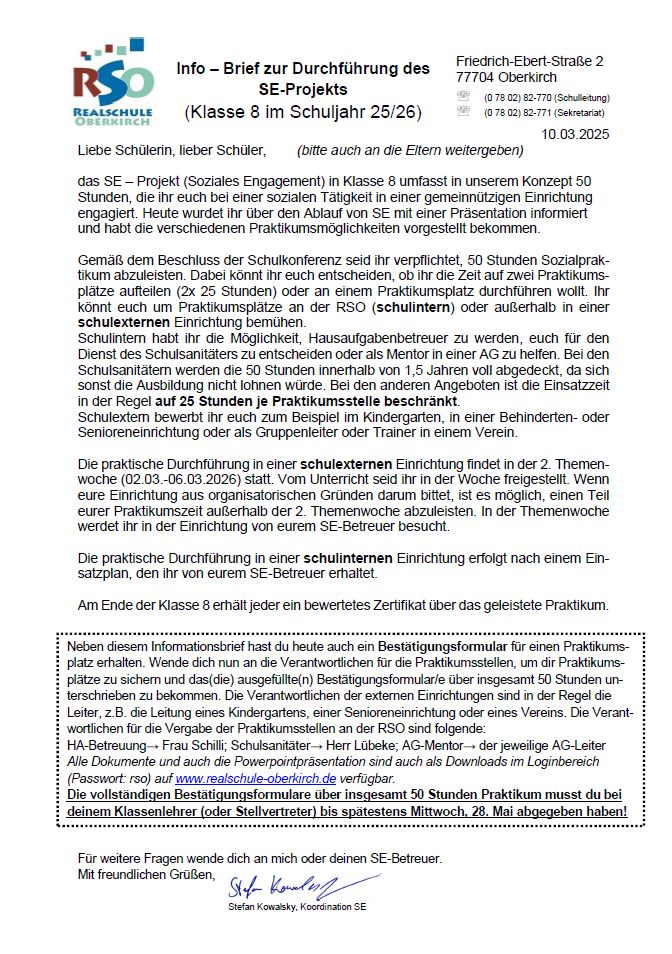 RSO
REALSCHULE
OBERKIRCH
Info – Brief zur Durchführung des
SE-Projekts
(Klasse 8 im Schuljahr 25/26)
Friedrich-Ebert-Straße 2
77704 Oberkirch
(0 78 02) 82-770 (Schulleitung)
(0 78 02) 82-771 (Sekretariat)
10.03.2025
Liebe Schülerin, lieber Schüler, (bitte auch an die Eltern weitergeben)
das SE – Projekt (Soziales Engagement) in Klasse 8 umfasst in unserem Konzept 50
Stunden, die ihr euch bei einer sozialen Tätigkeit in einer gemeinnützigen Einrichtung
engagiert. Heute wurdet ihr über den Ablauf von SE mit einer Präsentation informiert
und habt die verschiedenen Praktikumsmöglichkeiten vorgestellt bekommen.
Gemäß dem Beschluss der Schulkonferenz seid ihr verpflichtet, 50 Stunden Sozialprak-
tikum abzuleisten. Dabei könnt ihr euch entscheiden, ob ihr die Zeit auf zwei Praktikums-
plätze aufteilen (2x 25 Stunden) oder an einem Praktikumsplatz durchführen wollt. Ihr
könnt euch um Praktikumsplätze an der RSO (schulintern) oder außerhalb in einer
schulexternen Einrichtung bemühen.
Schulintern habt ihr die Möglichkeit, Hausaufgabenbetreuer zu werden, euch für den
Dienst des Schulsanitäters zu entscheiden oder als Mentor in einer AG zu helfen. Bei den
Schulsanitätern werden die 50 Stunden innerhalb von 1,5 Jahren voll abgedeckt, da sich
sonst die Ausbildung nicht lohnen würde. Bei den anderen Angeboten ist die Einsatzzeit
in der Regel auf 25 Stunden je Praktikumsstelle beschränkt.
Schulextern bewerbt ihr euch zum Beispiel im Kindergarten, in einer Behinderten- oder
Senioreneinrichtung oder als Gruppenleiter oder Trainer in einem Verein.
Die praktische Durchführung in einer schulexternen Einrichtung findet in der 2. Themen-
woche (02.03.-06.03.2026) statt. Vom Unterricht seid ihr in der Woche freigestellt. Wenn
eure Einrichtung aus organisatorischen Gründen darum bittet, ist es möglich, einen Teil
eurer Praktikumszeit außerhalb der 2. Themenwoche abzuleisten. In der Themenwoche
werdet ihr in der Einrichtung von eurem SE-Betreuer besucht.
Die praktische Durchführung in einer schulinternen Einrichtung erfolgt nach einem Ein-
satzplan, den ihr von eurem SE-Betreuer erhaltet.
Am Ende der Klasse 8 erhält jeder ein bewertetes Zertifikat über das geleistete Praktikum.
Neben diesem Informationsbrief hast du heute auch ein Bestätigungsformular für einen Praktikums-
platz erhalten. Wende dich nun an die Verantwortlichen für die Praktikumsstellen, um dir Praktikums-
plätze zu sichern und das(die) ausgefüllte(n) Bestätigungsformular/e über insgesamt 50 Stunden un-
terschrieben zu bekommen. Die Verantwortlichen der externen Einrichtungen sind in der Regel die
Leiter, z.B. die Leitung eines Kindergartens, einer Senioreneinrichtung oder eines Vereins. Die Verant-
wortlichen für die Vergabe der Praktikumsstellen an der RSO sind folgende:
HA-Betreuung→ Frau Schilli; Schulsanitäter→ Herr Lübeke; AG-Mentor→ der jeweilige AG-Leiter
Alle Dokumente und auch die Powerpointpräsentation sind auch als Downloads im Loginbereich
(Passwort: rso) auf www.realschule-oberkirch.de verfügbar.
Die vollständigen Bestätigungsformulare über insgesamt 50 Stunden Praktikum musst du bei
deinem Klassenlehrer (oder Stellvertreter) bis spätestens Mittwoch, 28. Mai abgegeben haben!
Für weitere Fragen wende dich an mich oder deinen SE-Betreuer.
Mit freundlichen Grüßen,
Stefan Kowalsky
Stefan Kowalsky, Koordination SE